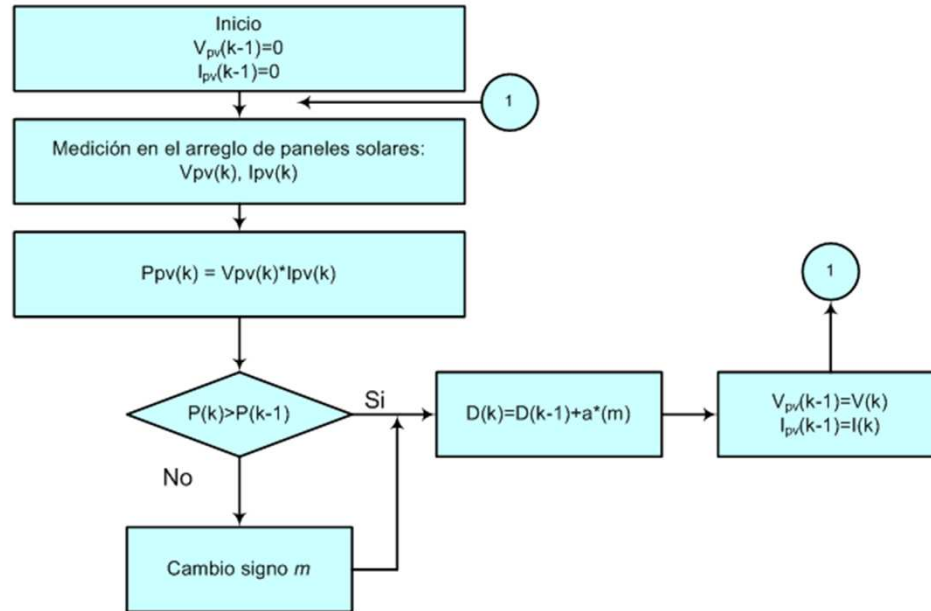 Inicio
Vpv(k-1)=0
Ipv(k-1)=0
1
Medición en el arreglo de paneles solares:
Vpv(k), Ipv(k)
Ppv(k) = Vpv(k)*Ipv(k)
1
P(k)>P(k-1)
Si
D(k)=D(k-1)+a*(m)
Vpv(k-1)=V(k)
Ipv(k-1)=I(k)
No
Cambio signo m